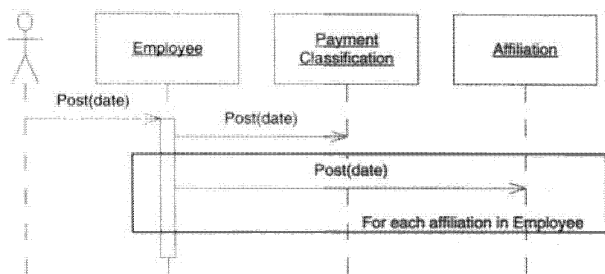 Employee
Payment
Classification
Affiliation
Post(date)
Post(date)
Post(date)
For each affiliation in Employee